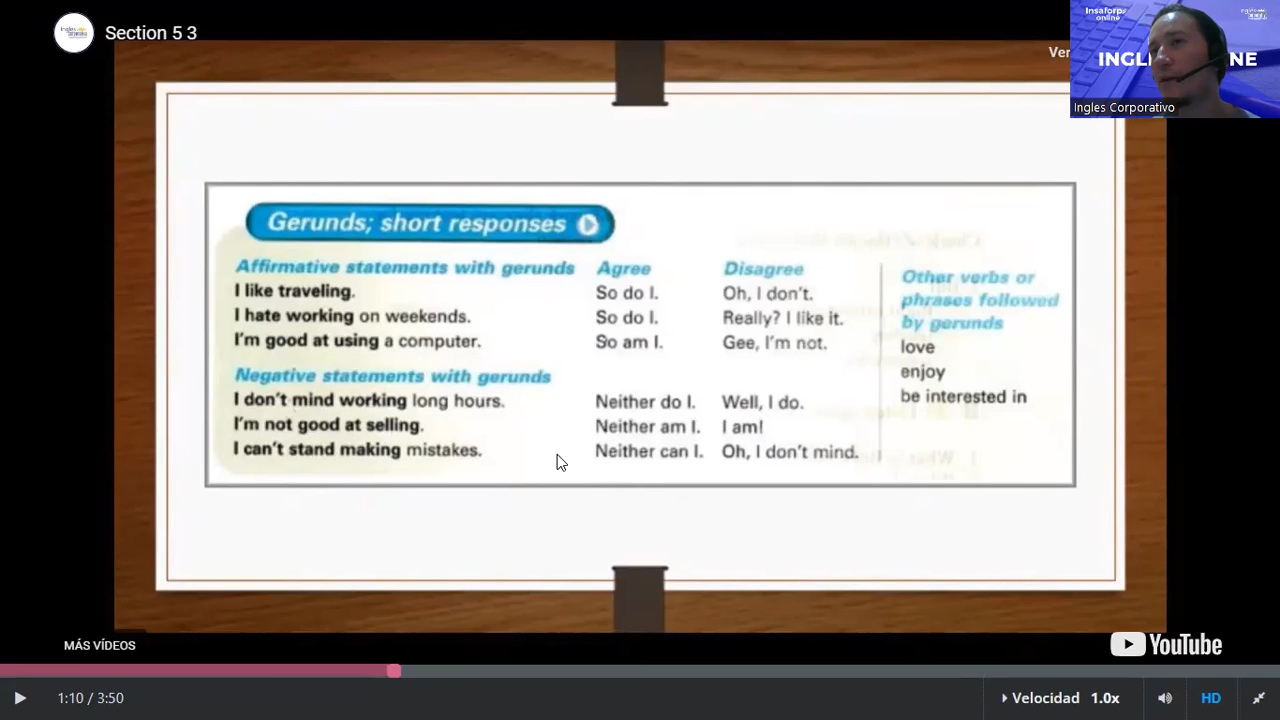 Section 5 3
Insaforp
online
INGL NE
Ingles Corporativo
Gerunds; short responses
Affirmative statements with gerunds Agree Disagree
I like traveling. So do I. Oh, I don't.
I hate working on weekends. So do I. Really? I like it.
I'm good at using a computer. So am I. Gee, I'm not.
Negative statements with gerunds
I don't mind working long hours. Neither do I. Well, I do.
I'm not good at selling. Neither am I. I am!
I can't stand making mistakes. Neither can I. Oh, I don't mind.
Other verbs or
phrases followed
by gerunds
love
enjoy
be interested in
MÁS VÍDEOS
YouTube
1:10 / 3:50
Velocidad 1.0x
HD